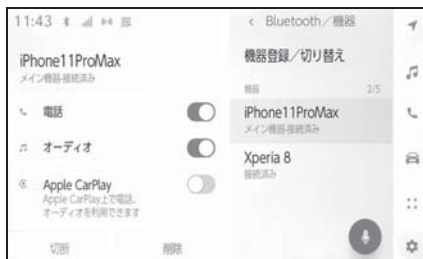 11:43
iPhone11ProMax
メイン機器-接続済み
電話
オーディオ
Apple CarPlay
Apple CarPlay上で電話、
オーディオを利用できます
切断
削除
< Bluetooth／機器
機器登録／切り替え
機器 2/5
iPhone11ProMax
メイン機器-接続済み
Xperia 8
接続済み